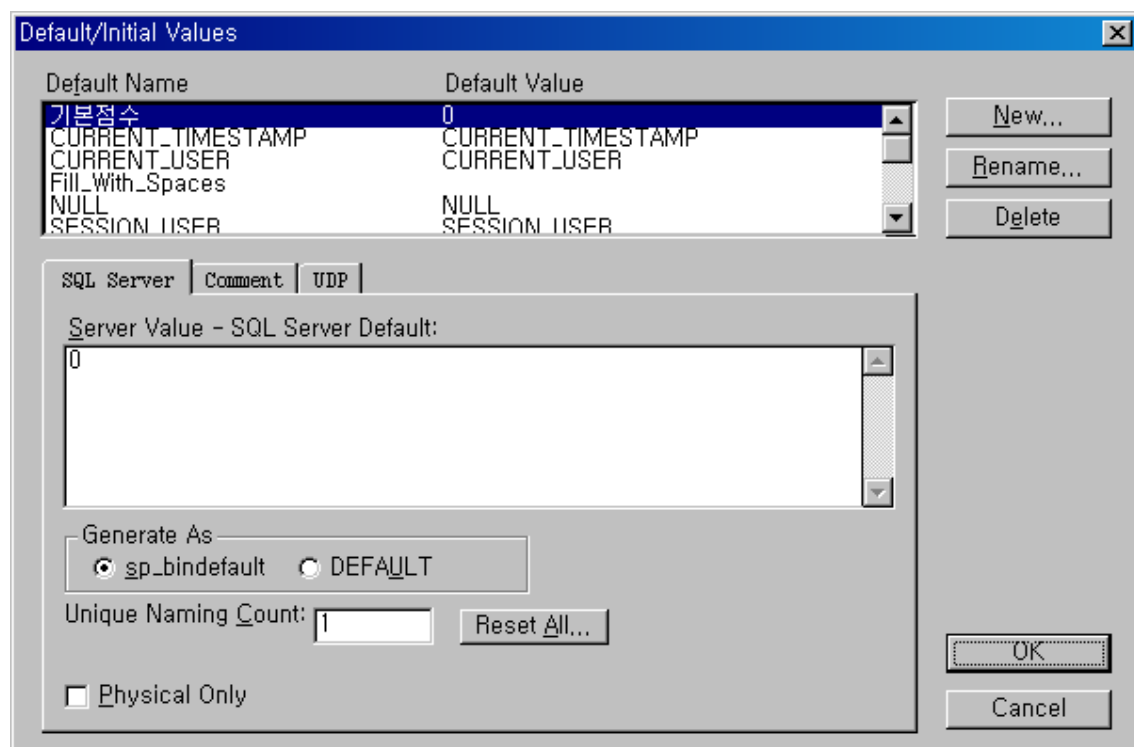 Default/Initial Values
Default Name Default Value
기본점수 0
CURRENT_TIMESTAMP CURRENT_TIMESTAMP
CURRENT_USER CURRENT_USER
Fill_With_Spaces
NULL NULL
SESSION_USER SESSION_USER
New...
Rename...
Delete
SQL Server Comment UDP
Server Value - SQL Server Default:
0
Generate As
sp_bindefault DEFAULT
Unique Naming Count: 1 Reset All...
Physical Only
OK
Cancel